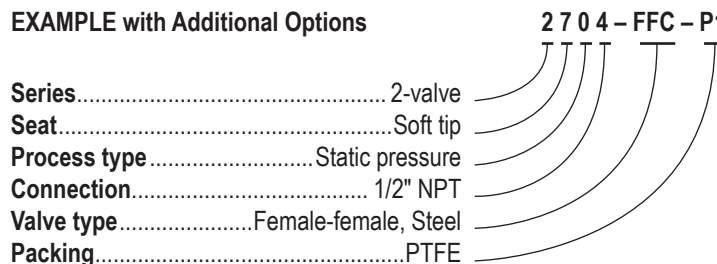 EXAMPLE with Additional Options 2 7 0 4 – FFC – P
Series.................................................. 2-valve
Seat......................................................Soft tip
Process type..........................Static pressure
Connection...................................... 1/2" NPT
Valve type.....................Female-female, Steel
Packing..................................................PTFE